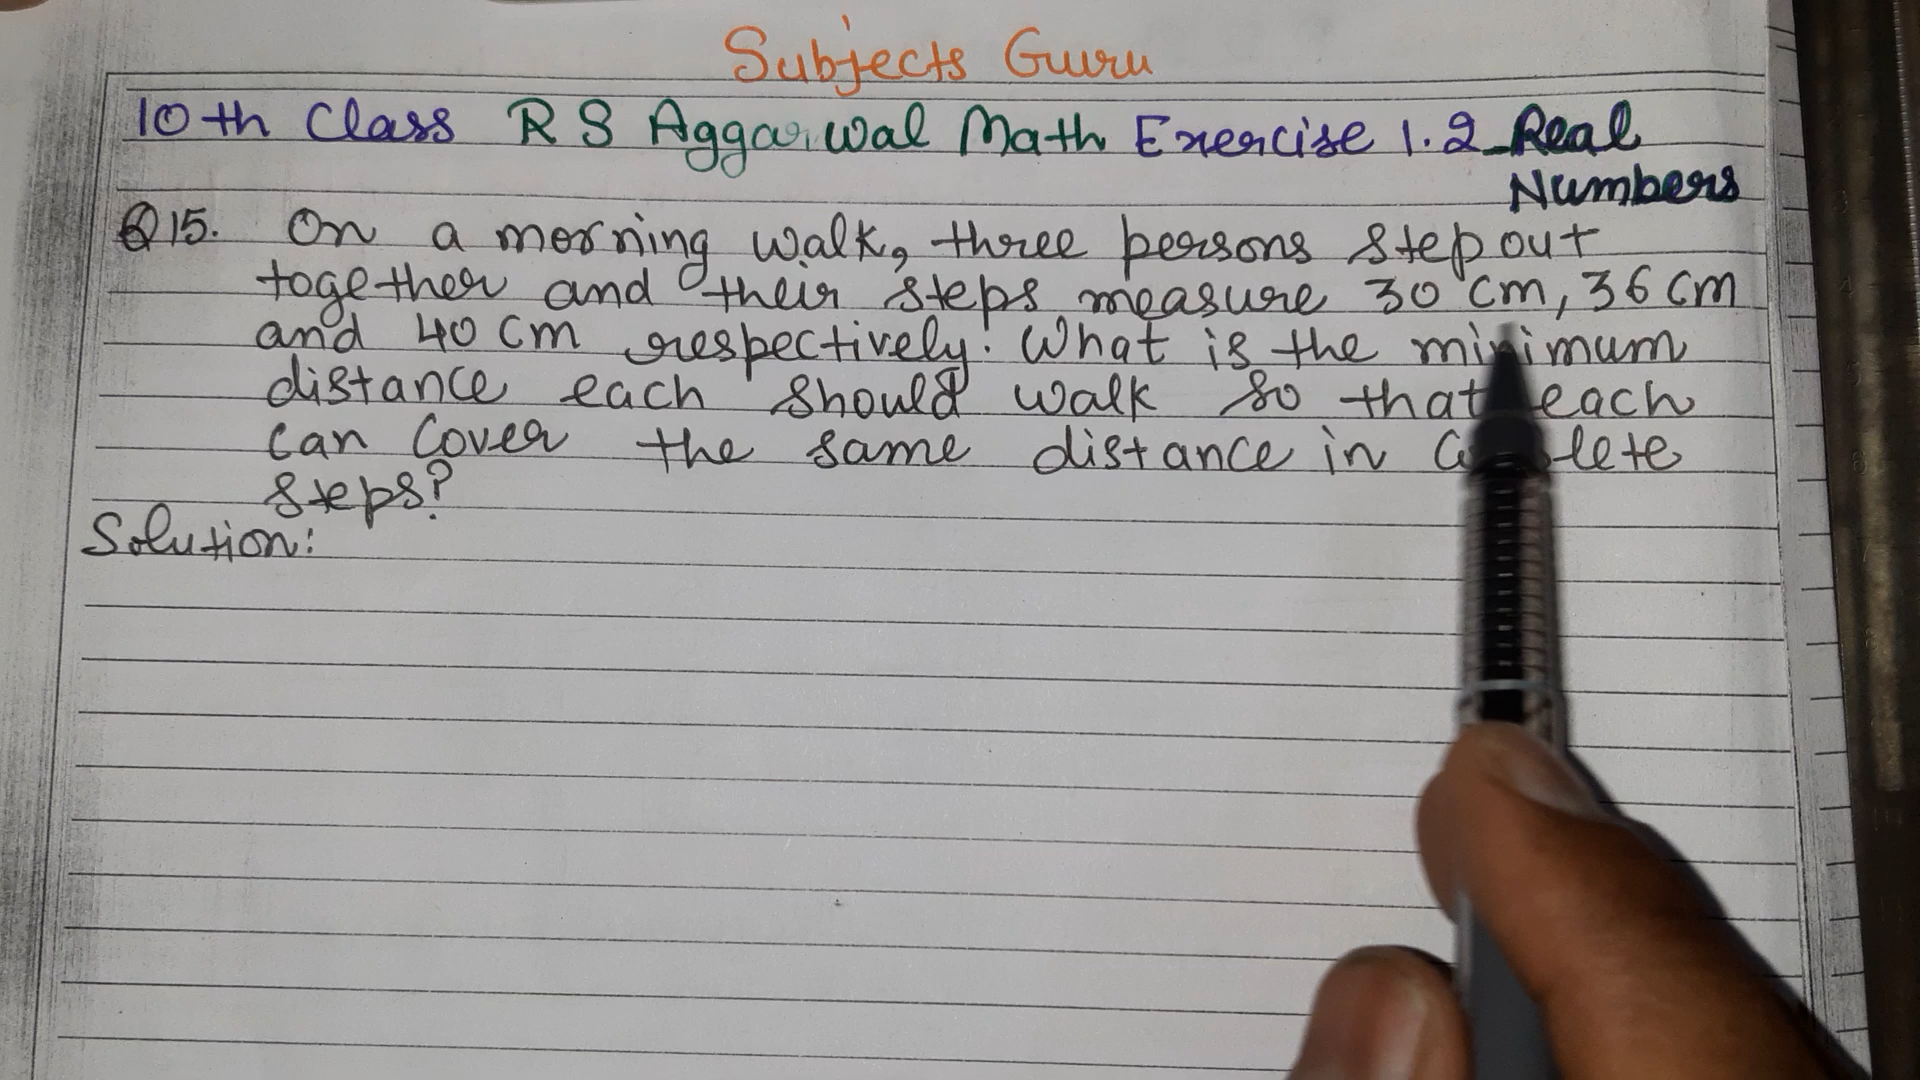 Subjects Guru
10th Class R S Aggarwal Math Exercise 1.2 Real
Numbers
Q15. On a morning walk, three persons step out
together and their steps measure 30 cm, 36 cm
and 40 cm respectively. What is the minimum
distance each should walk so that each
can cover the same distance in
steps?
Solution: